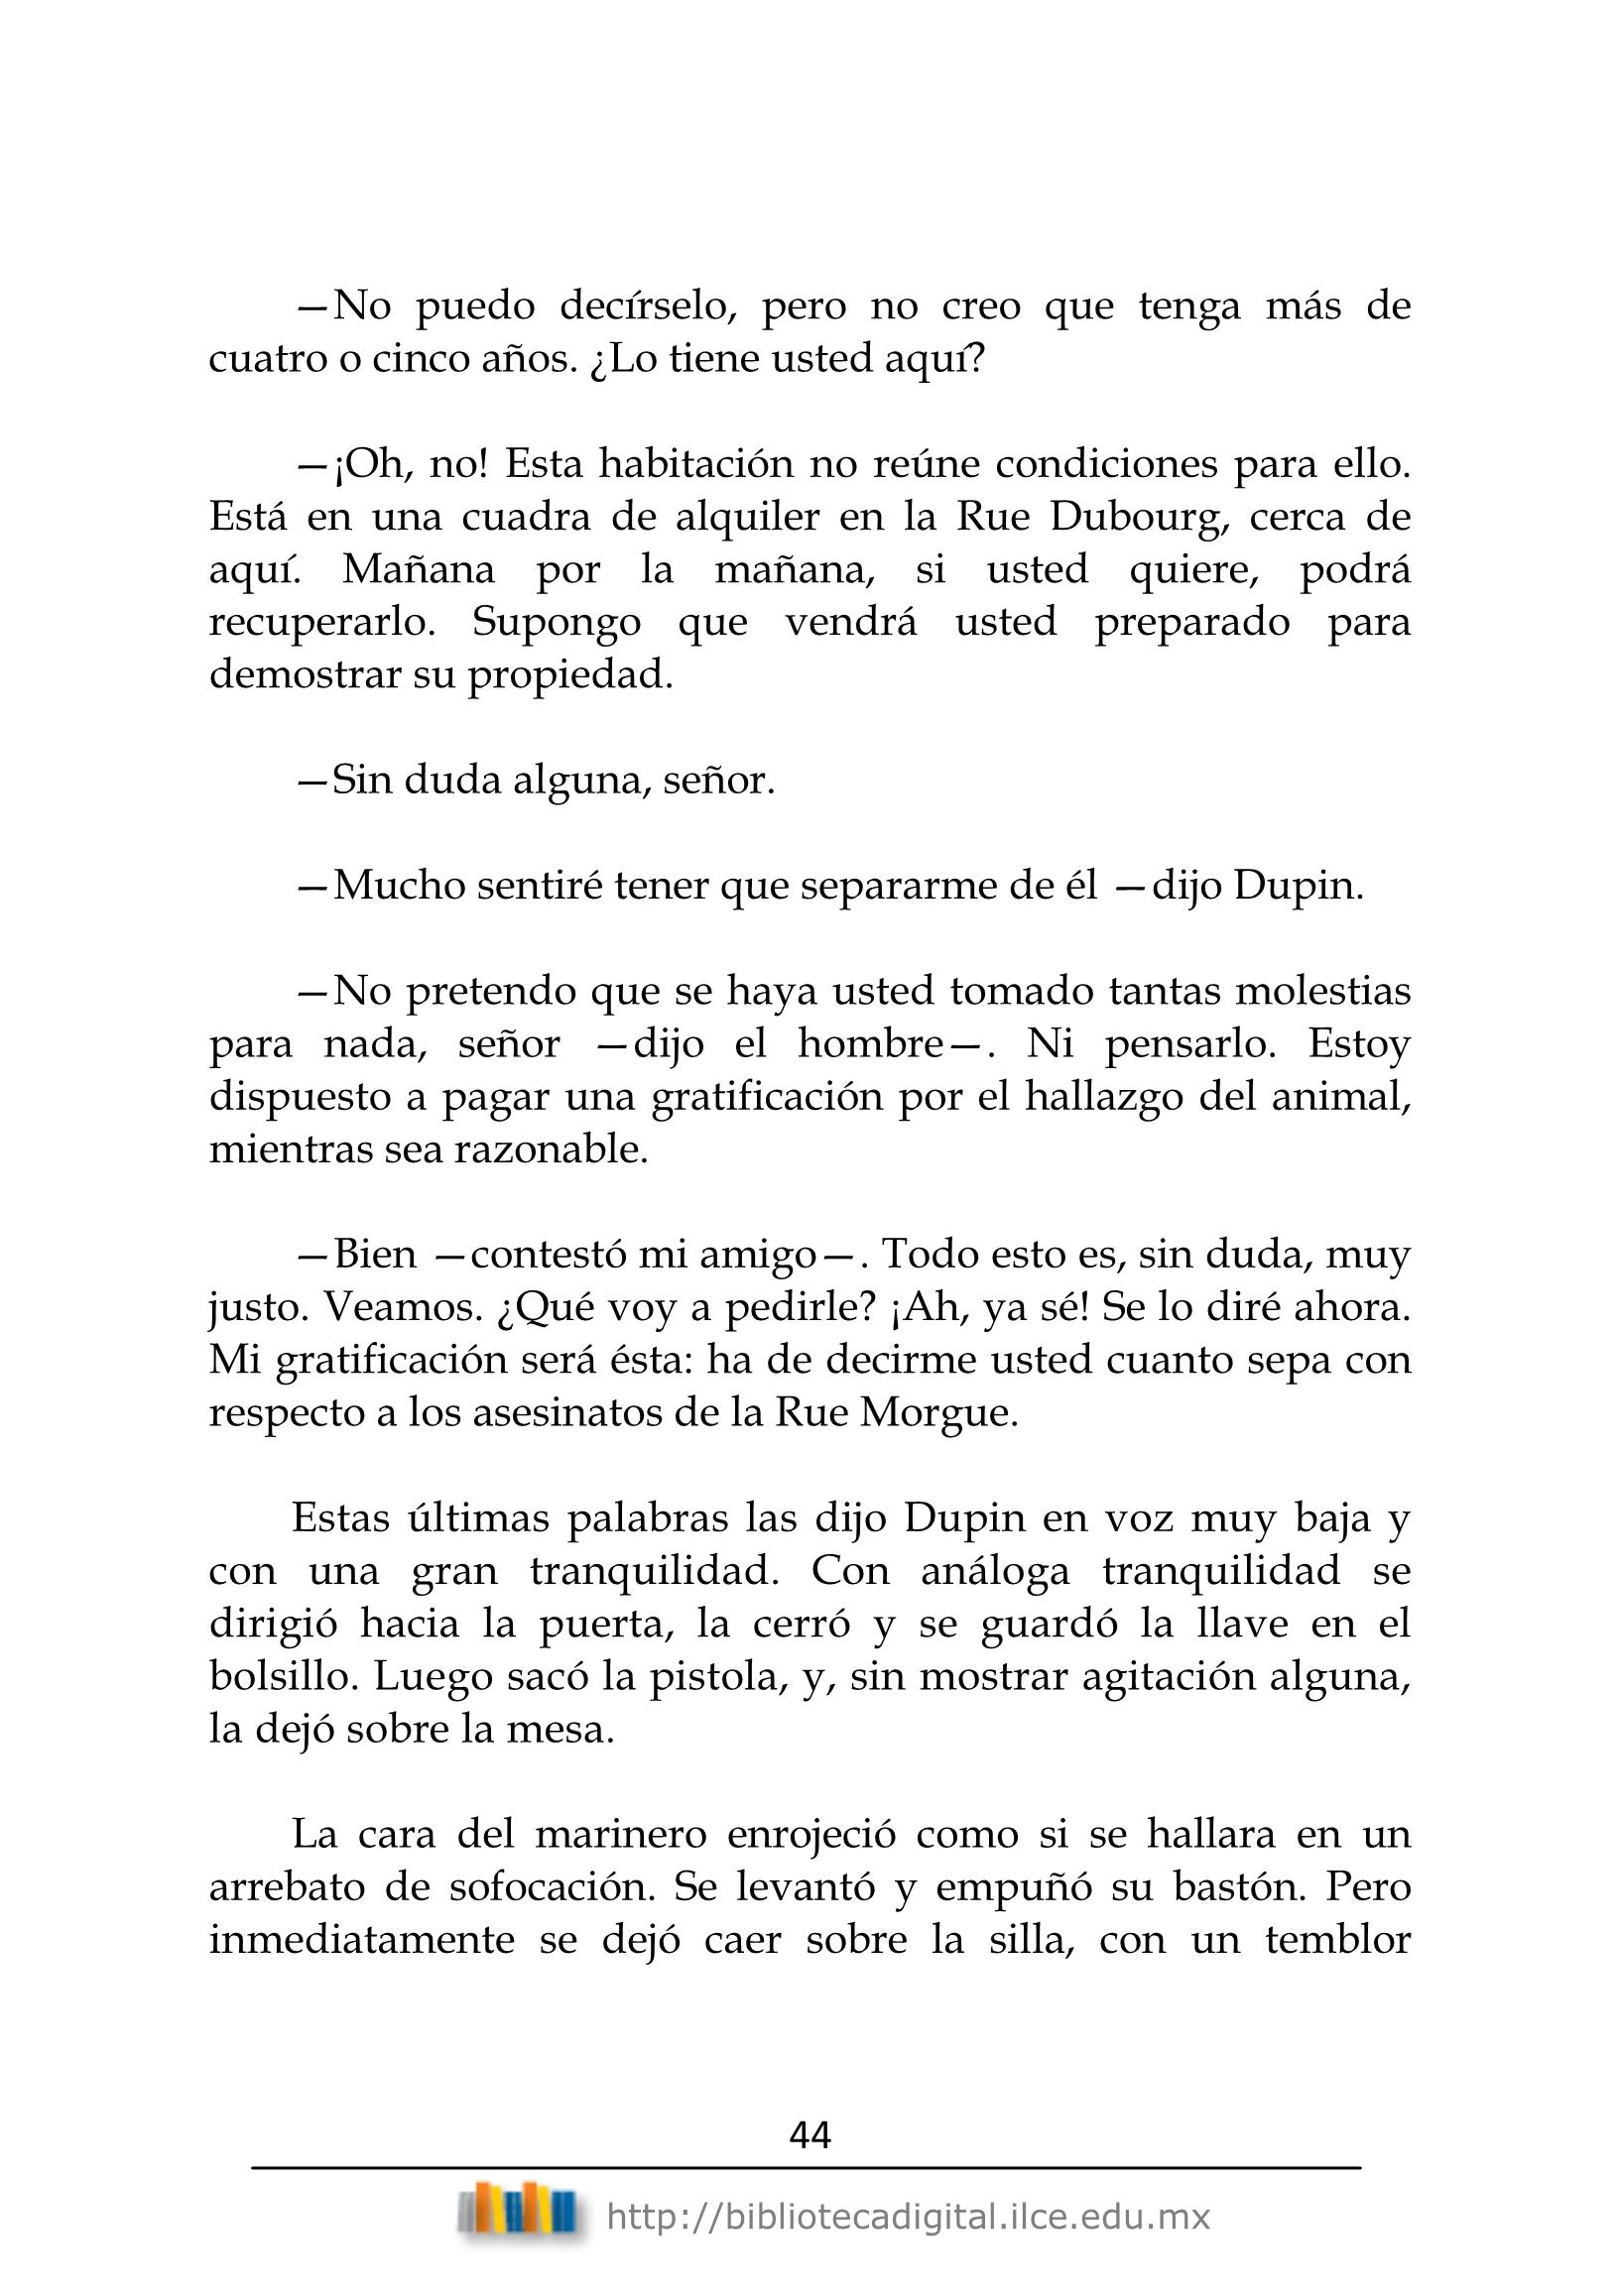 —No puedo decírselo, pero no creo que tenga más de
cuatro o cinco años. ¿Lo tiene usted aquí?
—¡Oh, no! Esta habitación no reúne condiciones para ello.
Está en una cuadra de alquiler en la Rue Dubourg, cerca de
aquí. Mañana por la mañana, si usted quiere, podrá
recuperarlo. Supongo que vendrá usted preparado para
demostrar su propiedad.
—Sin duda alguna, señor.
—Mucho sentiré tener que separarme de él —dijo Dupin.
—No pretendo que se haya usted tomado tantas molestias
para nada, señor —dijo el hombre—. Ni pensarlo. Estoy
dispuesto a pagar una gratificación por el hallazgo del animal,
mientras sea razonable.
—Bien —contestó mi amigo—. Todo esto es, sin duda, muy
justo. Veamos. ¿Qué voy a pedirle? ¡Ah, ya sé! Se lo diré ahora.
Mi gratificación será ésta: ha de decirme usted cuanto sepa con
respecto a los asesinatos de la Rue Morgue.
Estas últimas palabras las dijo Dupin en voz muy baja y
con una gran tranquilidad. Con análoga tranquilidad se
dirigió hacia la puerta, la cerró y se guardó la llave en el
bolsillo. Luego sacó la pistola, y, sin mostrar agitación alguna,
la dejó sobre la mesa.
La cara del marinero enrojeció como si se hallara en un
arrebato de sofocación. Se levantó y empuñó su bastón. Pero
inmediatamente se dejó caer sobre la silla, con un temblor
44
http://bibliotecadigital.ilce.edu.mx